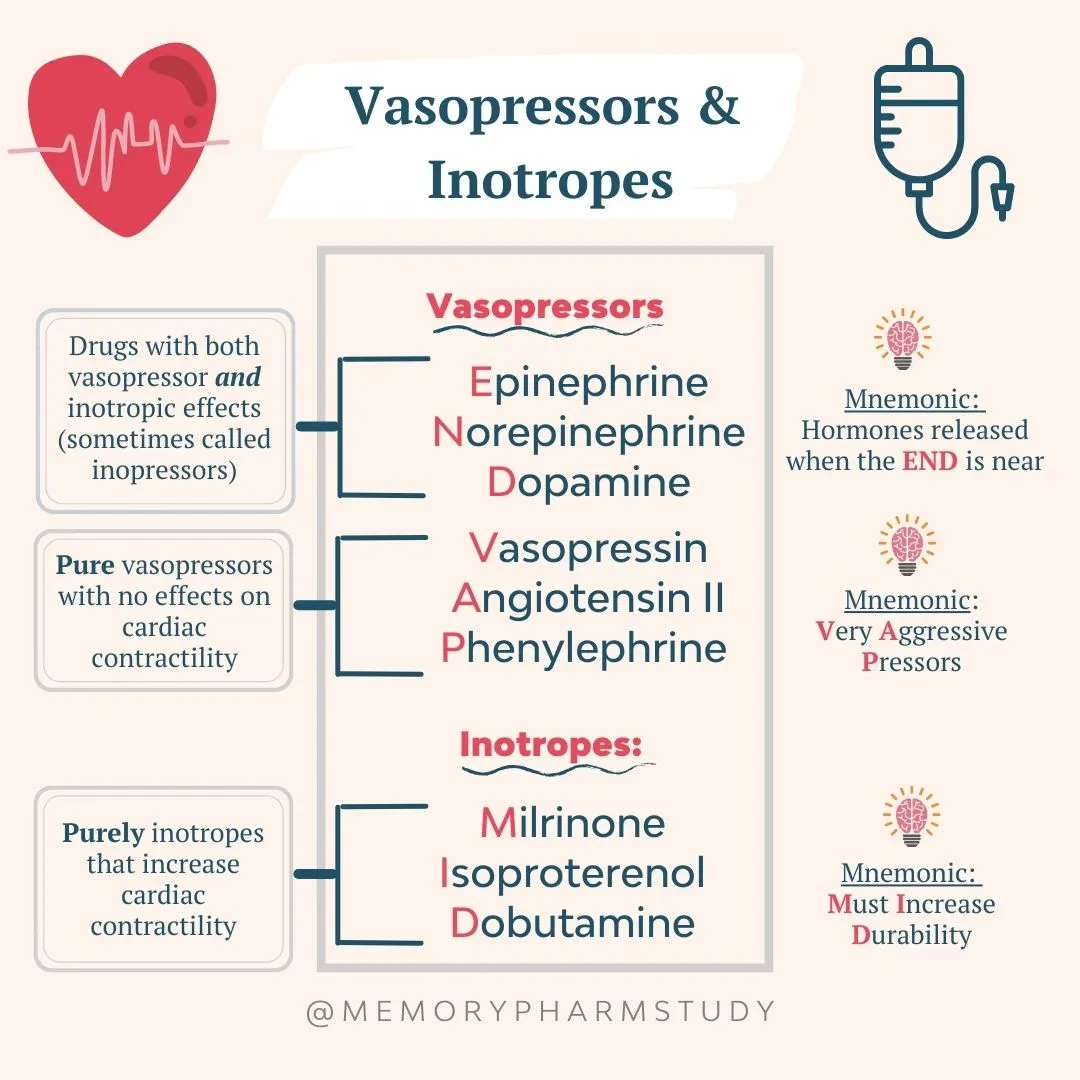 Vasopressors &
Inotropes
Vasopressors
Drugs with both
vasopressor and
inotropic effects
(sometimes called
inopressors)
Epinephrine
Norepinephrine
Dopamine
Mnemonic:
Hormones released
when the END is near
Pure vasopressors
with no effects on
cardiac
contractility
Vasopressin
Angiotensin II
Phenylephrine
Mnemonic:
Very Aggressive
Pressors
Inotropes:
Purely inotropes
that increase
cardiac
contractility
Milrinone
Isoproterenol
Dobutamine
Mnemonic:
Must Increase
Durability
@MEMORYPHARMSTUDY